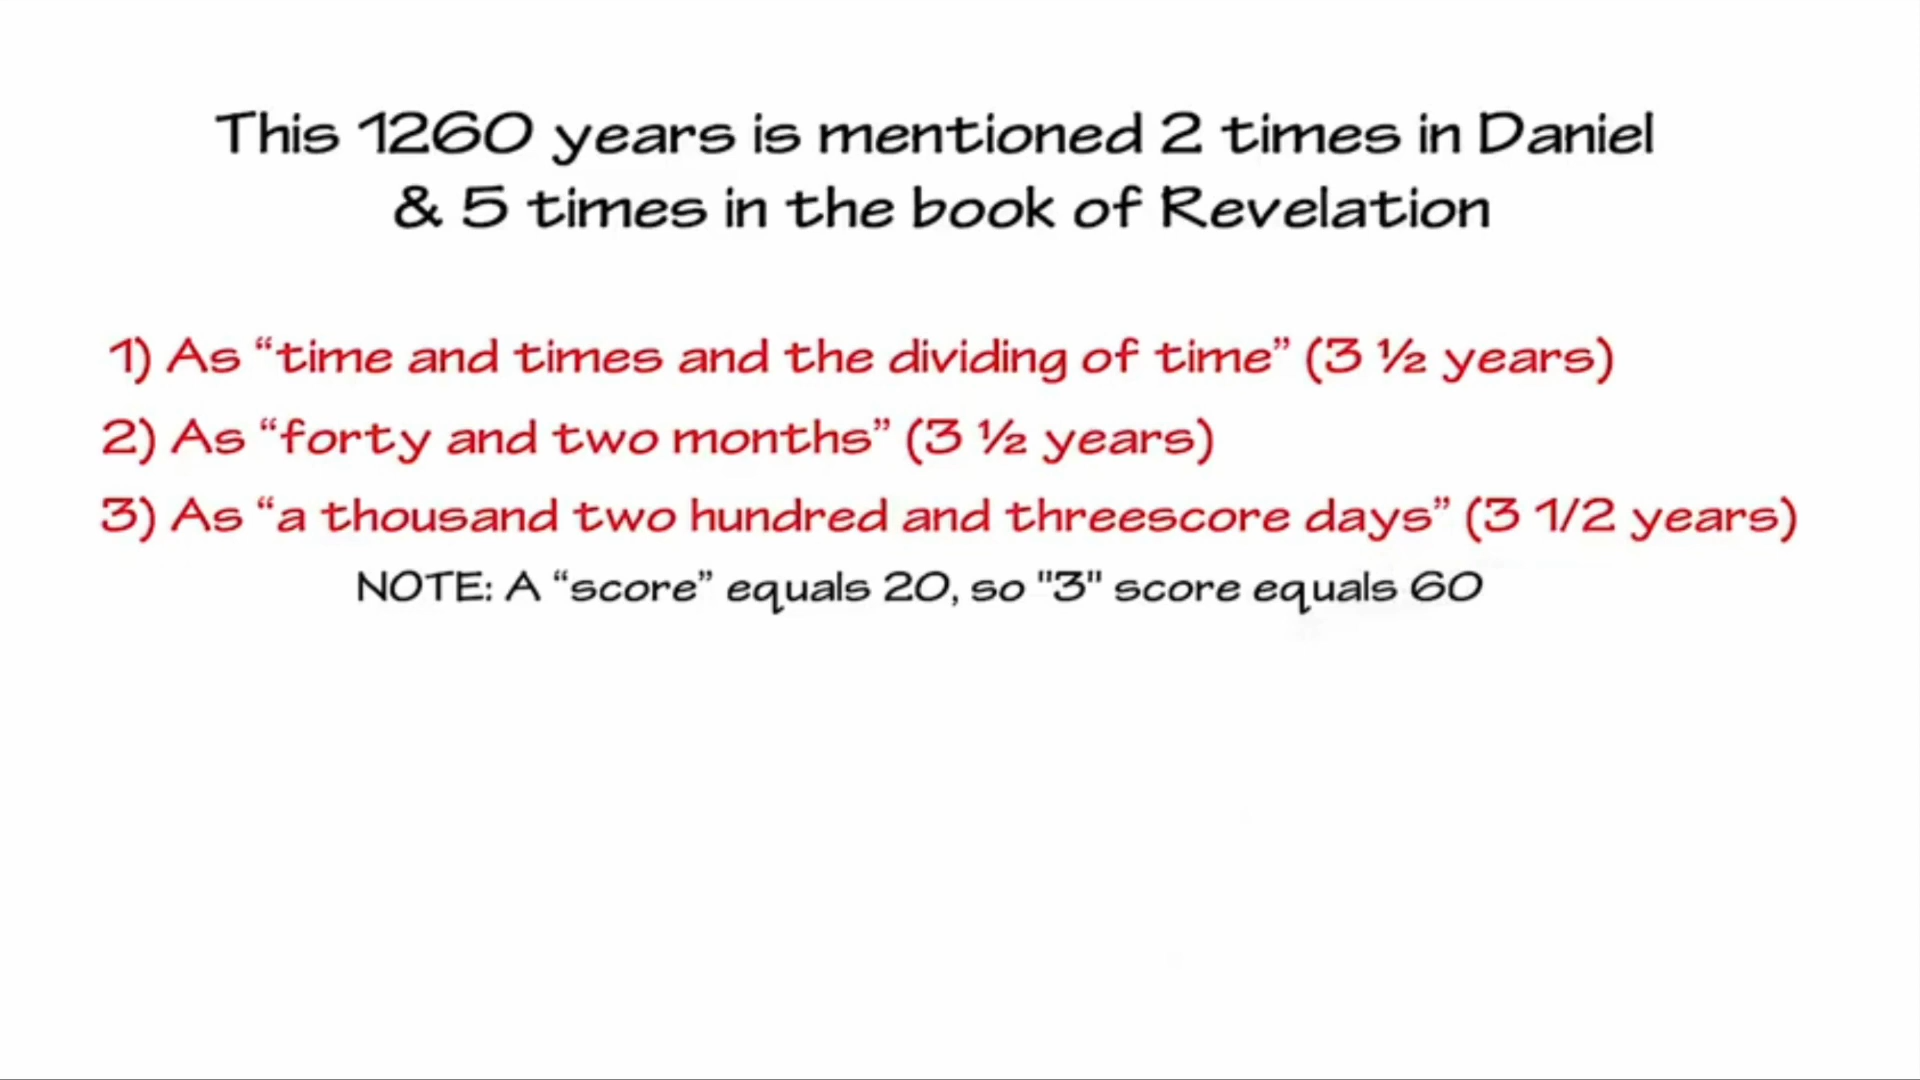 This 1260 years is mentioned 2 times in Daniel
& 5 times in the book of Revelation
1) As “time and times and the dividing of time” (3 ½ years)
2) As “forty and two months” (3 ½ years)
3) As “a thousand two hundred and threescore days” (3 1/2 years)
NOTE: A “score” equals 20, so "3" score equals 60